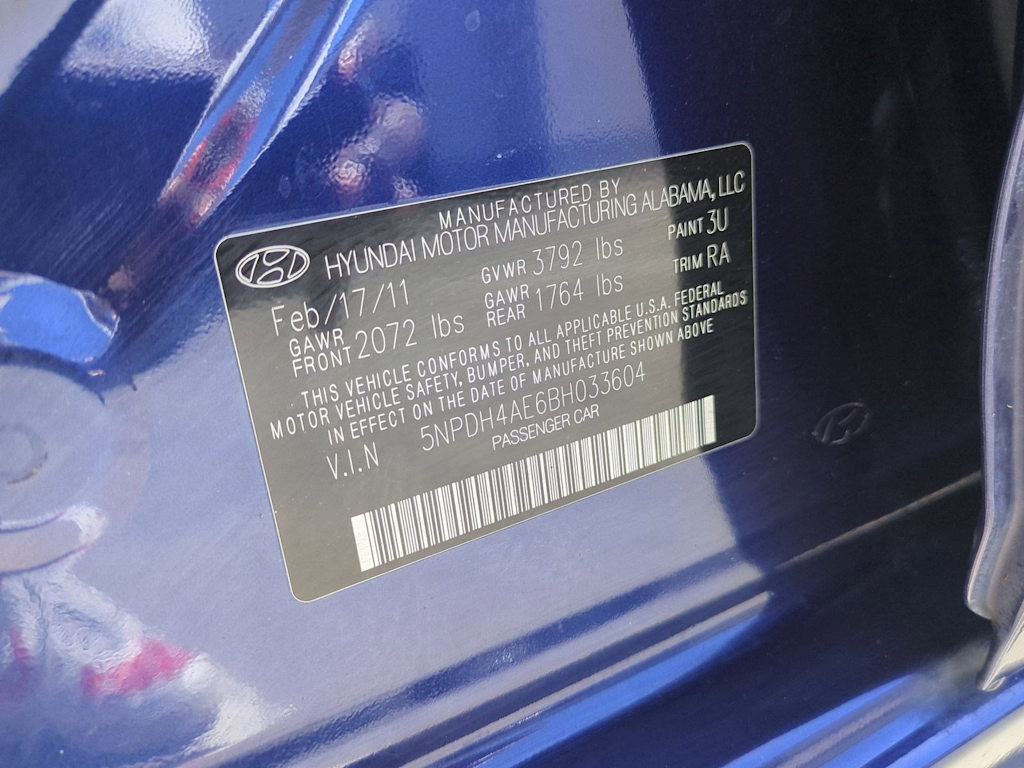 MANUFACTURED BY
HYUNDAI MOTOR MANUFACTURING ALABAMA, LLC
Feb/17/11 GVWR 3792 lbs PAINT 3U
GAWR FRONT 2072 lbs GAWR REAR 1764 lbs TRIM RA
THIS VEHICLE CONFORMS TO ALL APPLICABLE U.S.A. FEDERAL
MOTOR VEHICLE SAFETY, BUMPER, AND THEFT PREVENTION STANDARDS
IN EFFECT ON THE DATE OF MANUFACTURE SHOWN ABOVE
V.I.N 5NPDH4AE6BH033604
PASSENGER CAR